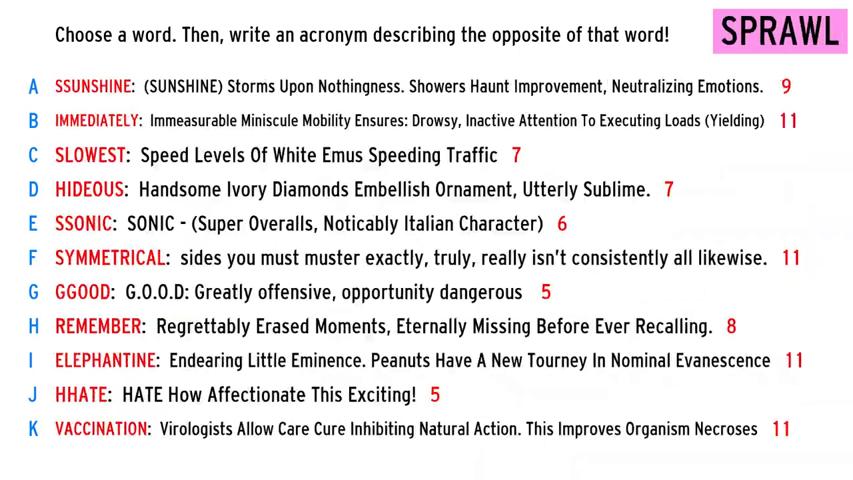 Choose a word. Then, write an acronym describing the opposite of that word!
SPRAWL
A SSUNSHINE: (SUNSHINE) Storms Upon Nothingness. Showers Haunt Improvement, Neutralizing Emotions. 9
B IMMEDIATELY: Immeasurable Miniscule Mobility Ensures: Drowsy, Inactive Attention To Executing Loads (Yielding) 11
C SLOWEST: Speed Levels Of White Emus Speeding Traffic 7
D HIDEOUS: Handsome Ivory Diamonds Embellish Ornament, Utterly Sublime. 7
E SSONIC: SONIC - (Super Overalls, Noticably Italian Character) 6
F SYMMETRICAL: sides you must muster exactly, truly, really isn't consistently all likewise. 11
G GGOOD: G.O.O.D: Greatly offensive, opportunity dangerous 5
H REMEMBER: Regrettably Erased Moments, Eternally Missing Before Ever Recalling. 8
I ELEPHANTINE: Endearing Little Eminence. Peanuts Have A New Tourney In Nominal Evanescence 11
J HHATE: HATE How Affectionate This Exciting! 5
K VACCINATION: Virologists Allow Care Cure Inhibiting Natural Action. This Improves Organism Necroses 11